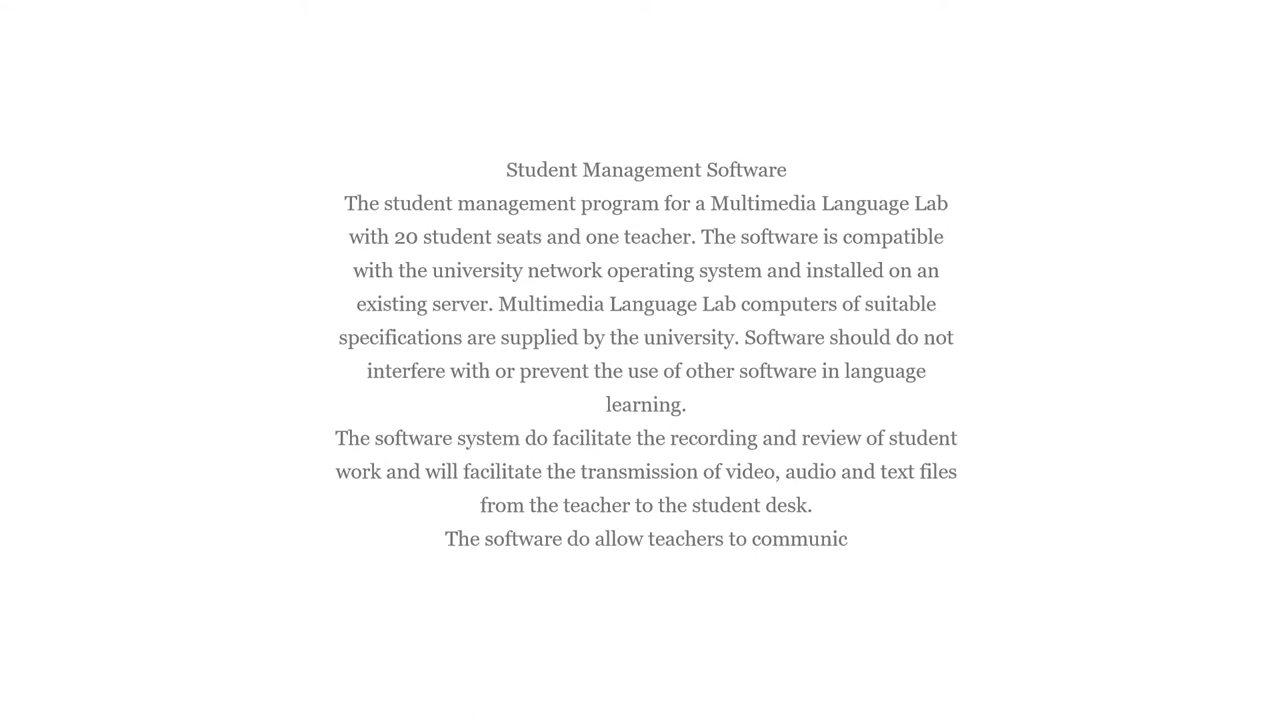 Student Management Software
The student management program for a Multimedia Language Lab
with 20 student seats and one teacher. The software is compatible
with the university network operating system and installed on an
existing server. Multimedia Language Lab computers of suitable
specifications are supplied by the university. Software should do not
interfere with or prevent the use of other software in language
learning.
The software system do facilitate the recording and review of student
work and will facilitate the transmission of video, audio and text files
from the teacher to the student desk.
The software do allow teachers to communic